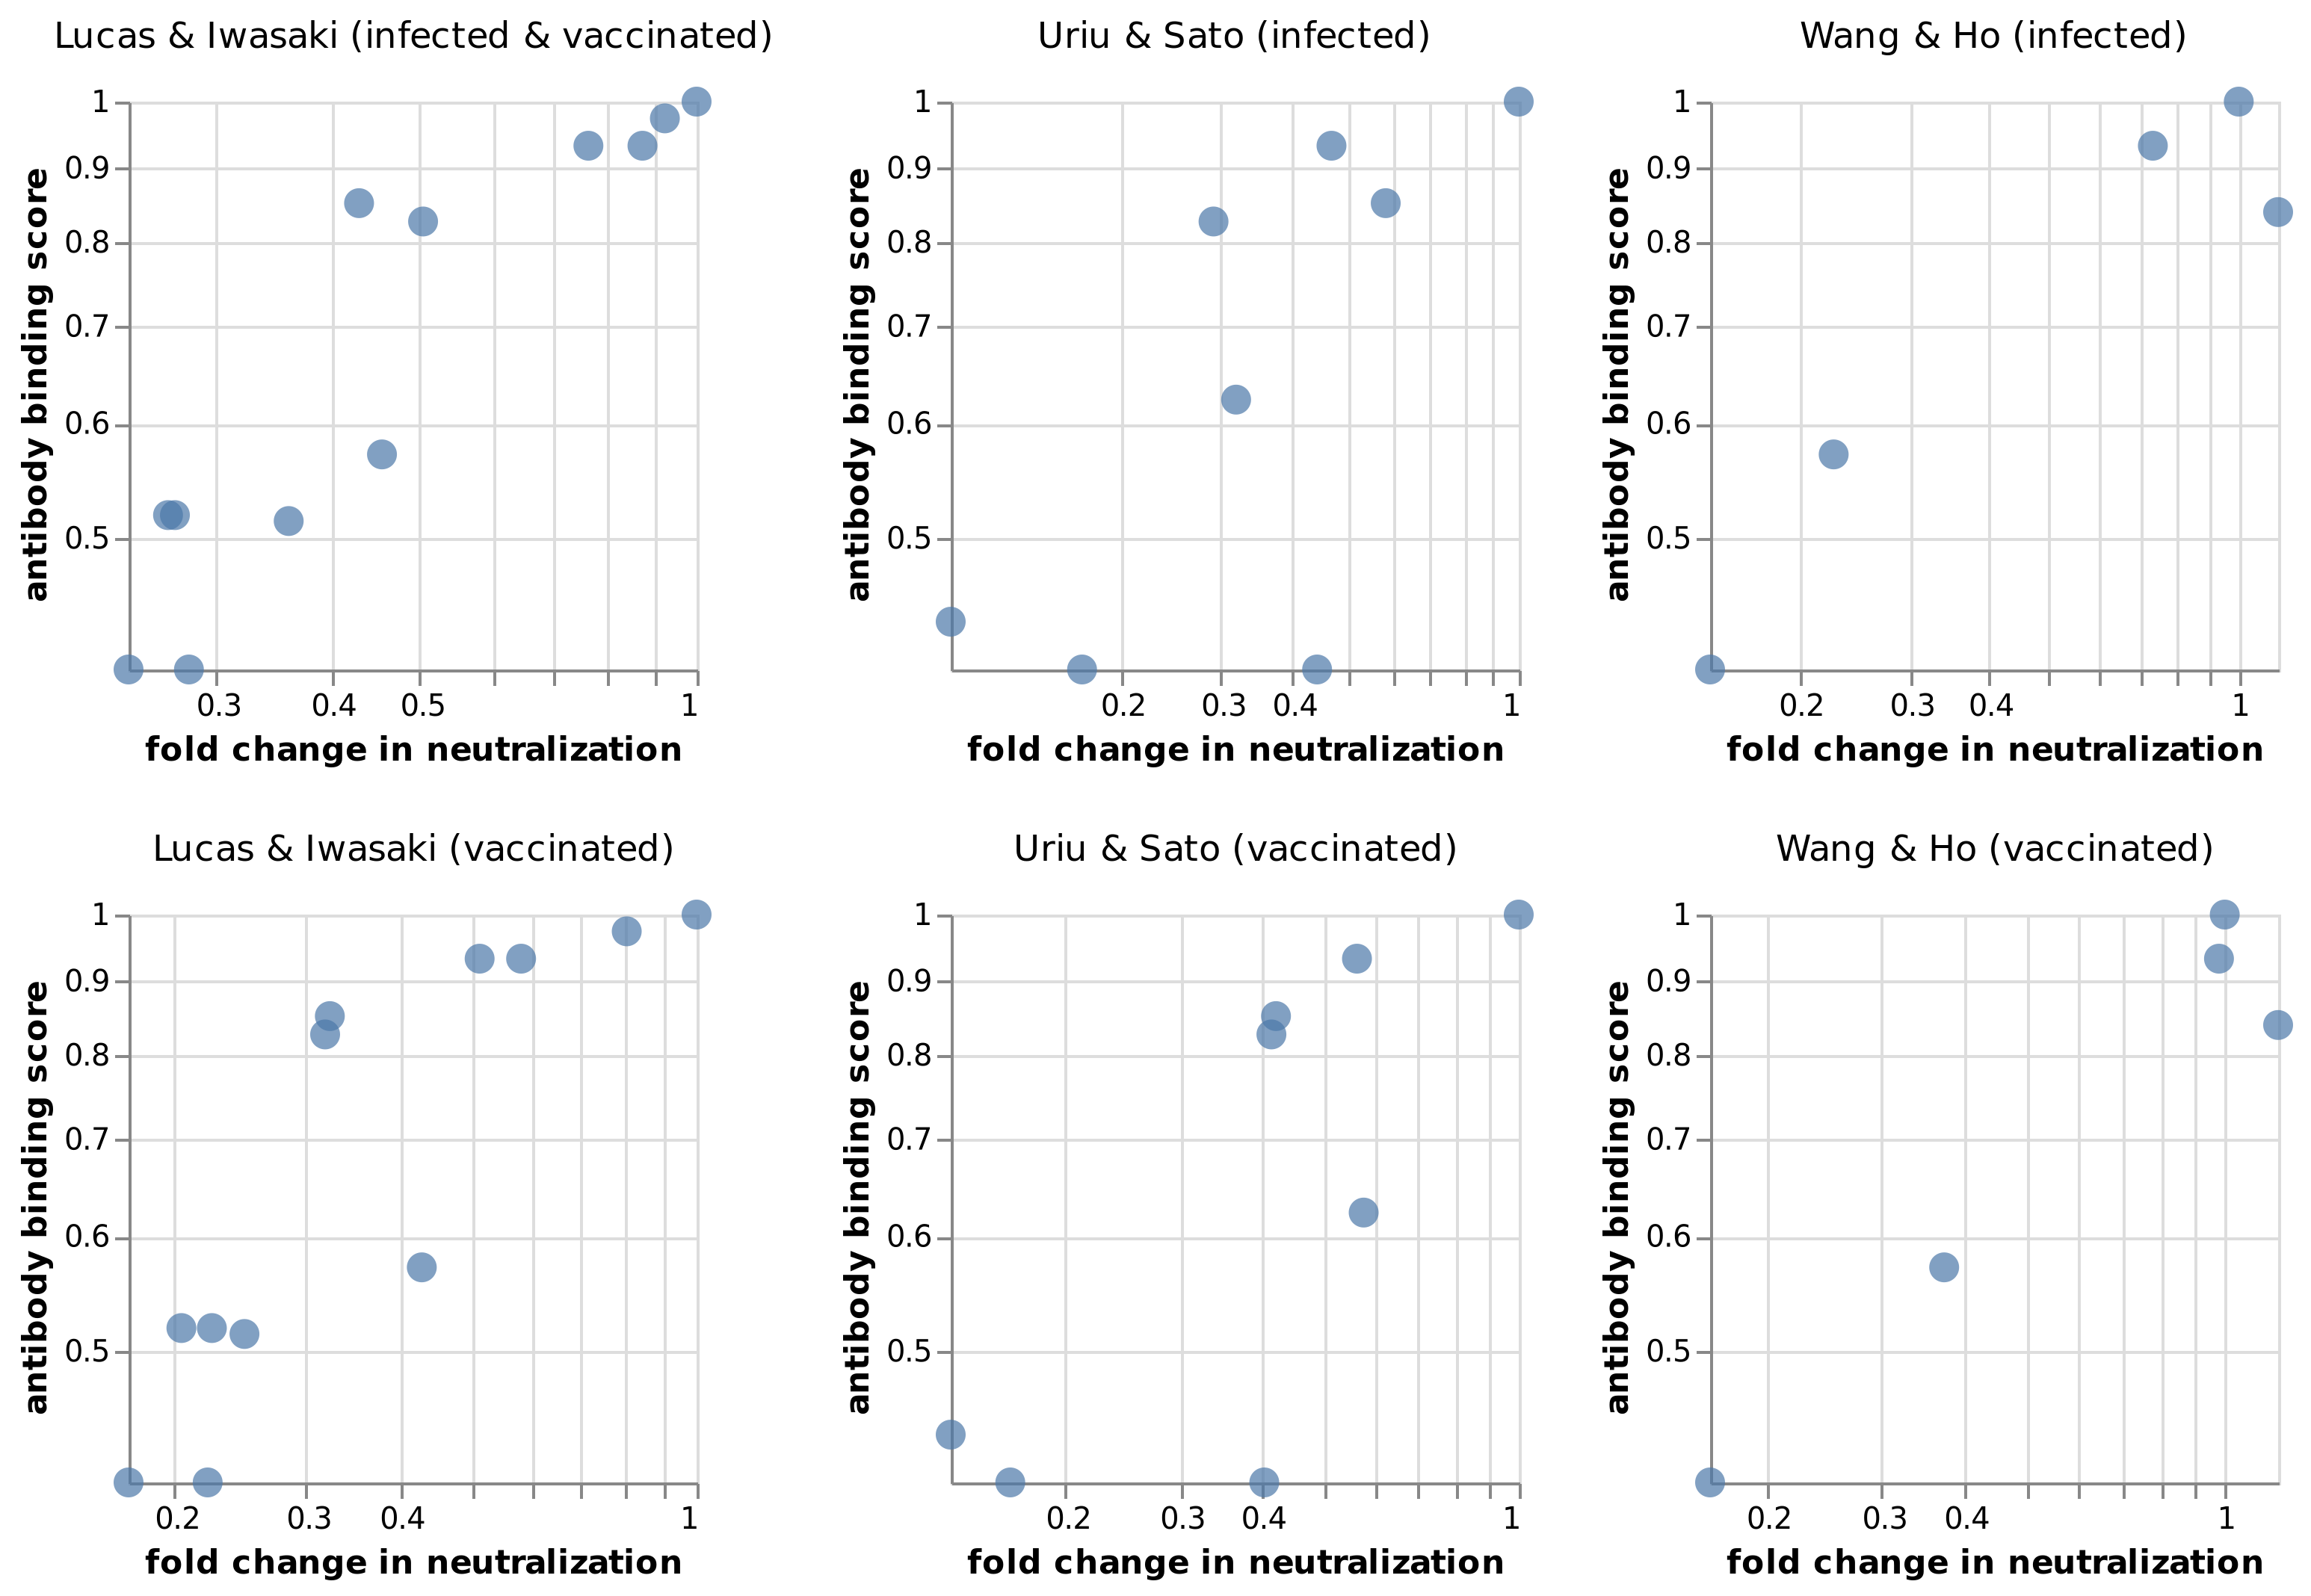 Lucas & Iwasaki (infected & vaccinated)
1
0.9
0.8
0.7
0.6
0.5
antibody binding score
0.3 0.4 0.5 1
fold change in neutralization
Uriu & Sato (infected)
1
0.9
0.8
0.7
0.6
0.5
antibody binding score
0.2 0.3 0.4 1
fold change in neutralization
Wang & Ho (infected)
1
0.9
0.8
0.7
0.6
0.5
antibody binding score
0.2 0.3 0.4 1
fold change in neutralization
Lucas & Iwasaki (vaccinated)
1
0.9
0.8
0.7
0.6
0.5
antibody binding score
0.2 0.3 0.4 1
fold change in neutralization
Uriu & Sato (vaccinated)
1
0.9
0.8
0.7
0.6
0.5
antibody binding score
0.2 0.3 0.4 1
fold change in neutralization
Wang & Ho (vaccinated)
1
0.9
0.8
0.7
0.6
0.5
antibody binding score
0.2 0.3 0.4 1
fold change in neutralization